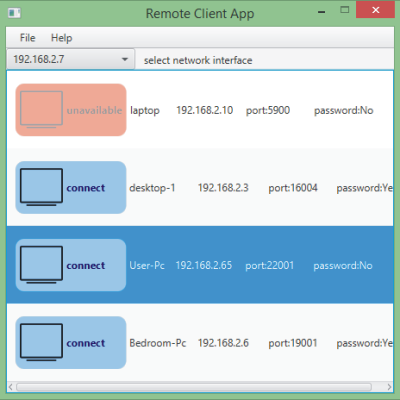 Remote Client App
File Help
192.168.2.7 select network interface
unavailable laptop 192.168.2.10 port:5900 password:No
connect desktop-1 192.168.2.3 port:16004 password:Ye
connect User-Pc 192.168.2.65 port:22001 password:No
connect Bedroom-Pc 192.168.2.6 port:19001 password:Ye